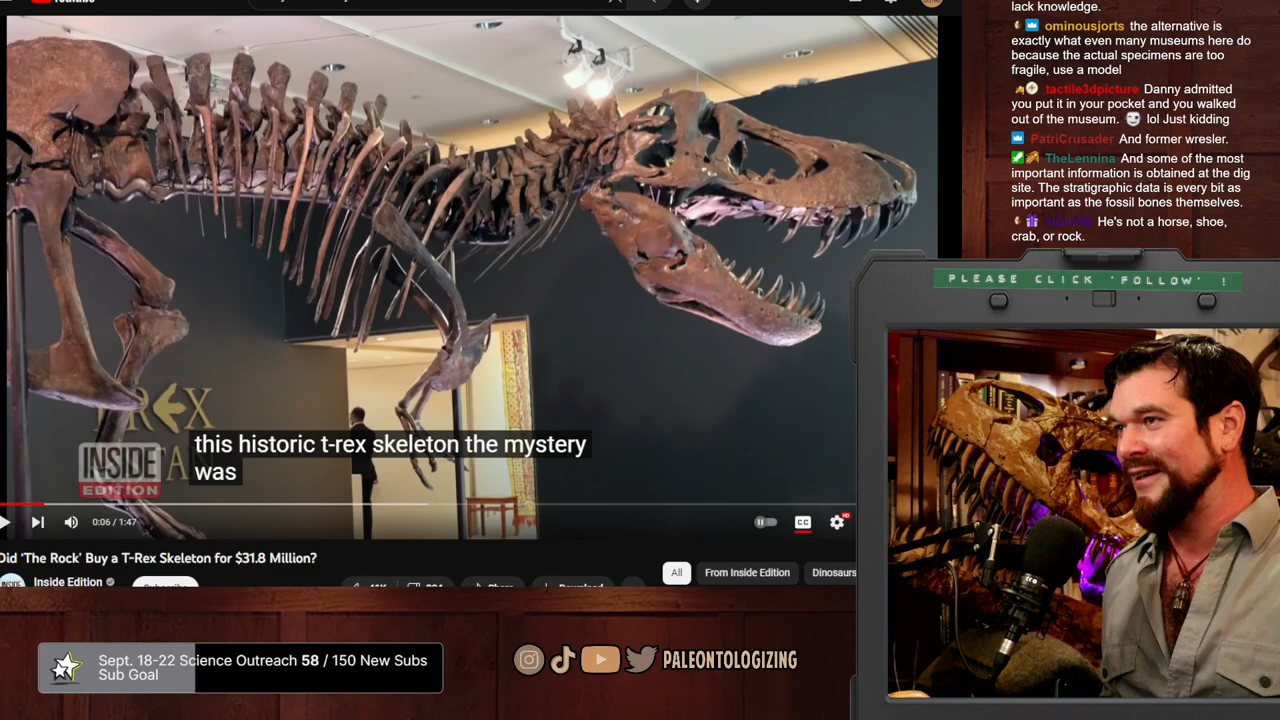 lack knowledge.
ominousjorts the alternative is
exactly what even many museums here do
because the actual specimens are too
fragile, use a model
tactile3dpicture Danny admitted
you put it in your pocket and you walked
out of the museum. lol Just kidding
PatriCrusader And former wresler.
TheLennina And some of the most
important information is obtained at the dig
site. The stratigraphic data is every bit as
important as the fossil bones themselves.
He's not a horse, shoe,
crab, or rock.
PLEASE CLICK 'FOLLOW' !
this historic t-rex skeleton the mystery
was
INSIDE
EDITION
0:06 / 1:47
CC
HD
Did 'The Rock' Buy a T-Rex Skeleton for $31.8 Million?
Inside Edition
All
From Inside Edition
Dinosaurs
Sept. 18-22 Science Outreach 58 / 150 New Subs
Sub Goal
PALEONTOLOGIZING